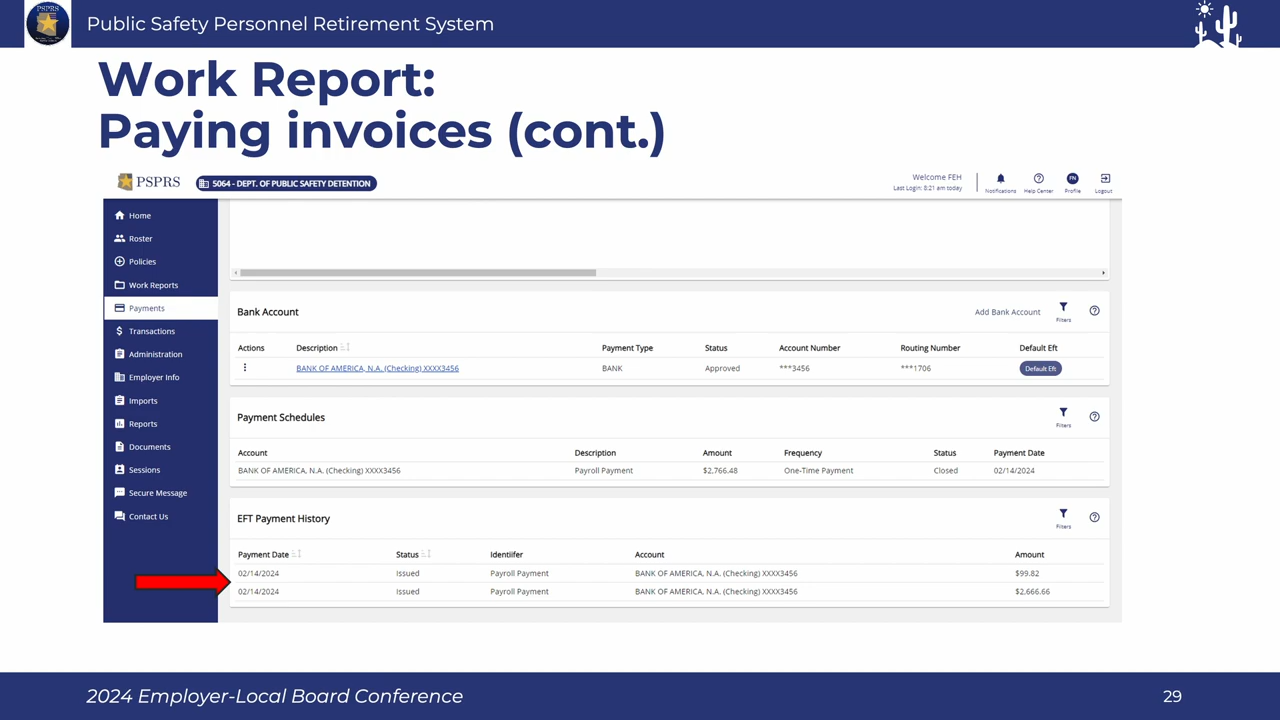 Public Safety Personnel Retirement System
Work Report:
Paying invoices (cont.)
PSPRS
5064 - DEPT. OF PUBLIC SAFETY DETENTION
Welcome FEH
Last Login: 8:21 am today
Notifications
Help Center
FN
Profile
Logout
Home
Roster
Policies
Work Reports
Payments
Transactions
Administration
Employer Info
Imports
Reports
Documents
Sessions
Secure Message
Contact Us
Bank Account
Add Bank Account
Filters
Actions Description Payment Type Status Account Number Routing Number Default Eft
BANK OF AMERICA, N.A. (Checking) XXXX3456 BANK Approved ***3456 ***1706 Default Eft
Payment Schedules
Filters
Account Description Amount Frequency Status Payment Date
BANK OF AMERICA, N.A. (Checking) XXXX3456 Payroll Payment $2,766.48 One-Time Payment Closed 02/14/2024
EFT Payment History
Filters
Payment Date Status Identiifer Account Amount
02/14/2024 Issued Payroll Payment BANK OF AMERICA, N.A. (Checking) XXXX3456 $99.82
02/14/2024 Issued Payroll Payment BANK OF AMERICA, N.A. (Checking) XXXX3456 $2,666.66
2024 Employer-Local Board Conference
29